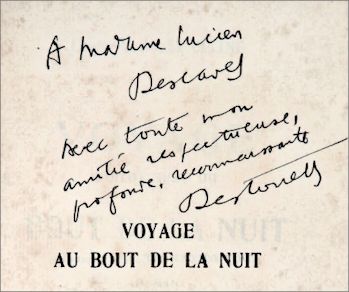 A Madame Lucien
Descaves
Avec toute mon
amitié respectueuse,
profonde, reconnaissante
Destouches
VOYAGE
AU BOUT DE LA NUIT